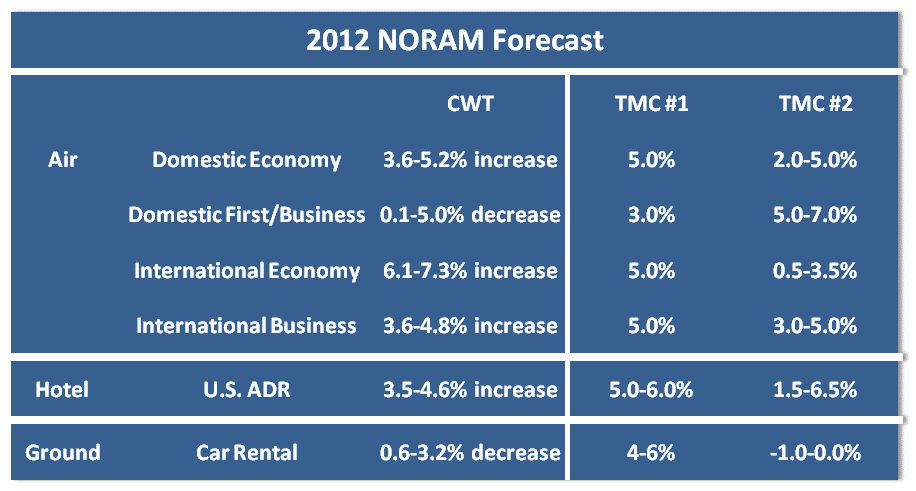 2012 NORAM Forecast
CWT TMC #1 TMC #2
Air Domestic Economy 3.6-5.2% increase 5.0% 2.0-5.0%
Domestic First/Business 0.1-5.0% decrease 3.0% 5.0-7.0%
International Economy 6.1-7.3% increase 5.0% 0.5-3.5%
International Business 3.6-4.8% increase 5.0% 3.0-5.0%
Hotel U.S. ADR 3.5-4.6% increase 5.0-6.0% 1.5-6.5%
Ground Car Rental 0.6-3.2% decrease 4-6% -1.0-0.0%